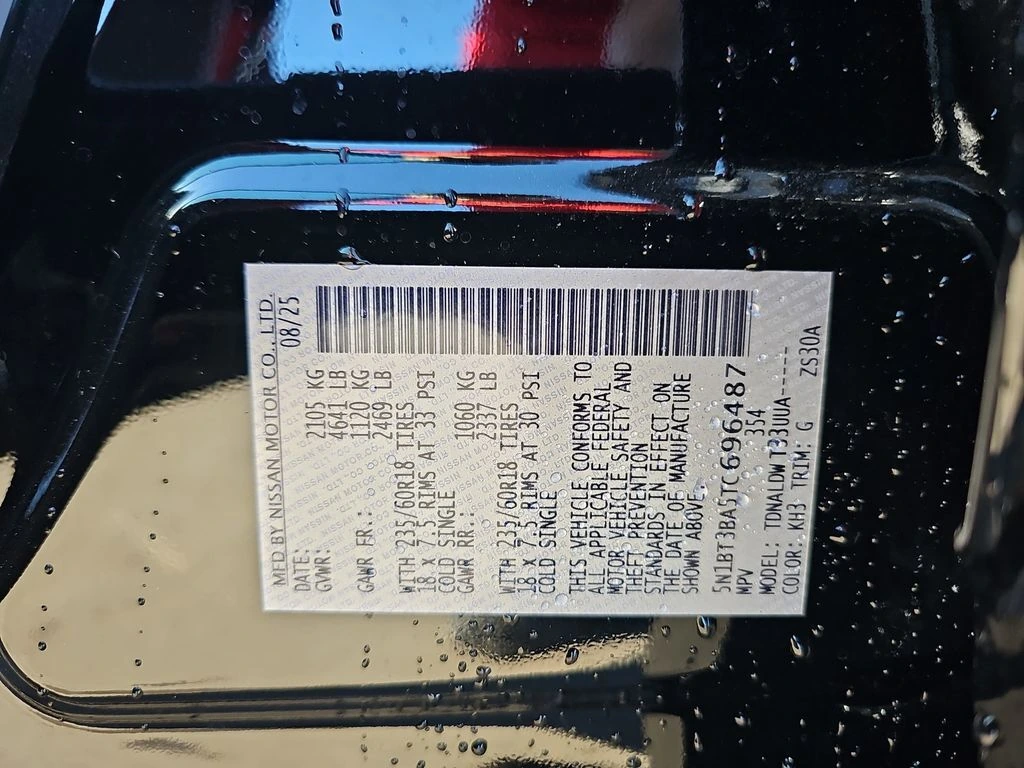 MFD BY NISSAN MOTOR CO., LTD.
DATE: 08/25
GVWR: 2105 KG
4641 LB
GAWR FR.: 1120 KG
2469 LB
WITH 235/60R18 TIRES
18 X 7.5 RIMS AT 33 PSI
COLD SINGLE
GAWR RR.: 1060 KG
2337 LB
WITH 235/60R18 TIRES
18 X 7.5 RIMS AT 30 PSI
COLD SINGLE
THIS VEHICLE CONFORMS TO
ALL APPLICABLE FEDERAL
MOTOR VEHICLE SAFETY AND
THEFT PREVENTION
STANDARDS IN EFFECT ON
THE DATE OF MANUFACTURE
SHOWN ABOVE
5N1BT3BA5TC696487
MPV 354
MODEL: TDNALDW T33UUA-----
COLOR: KH3 TRIM: G ZS30A